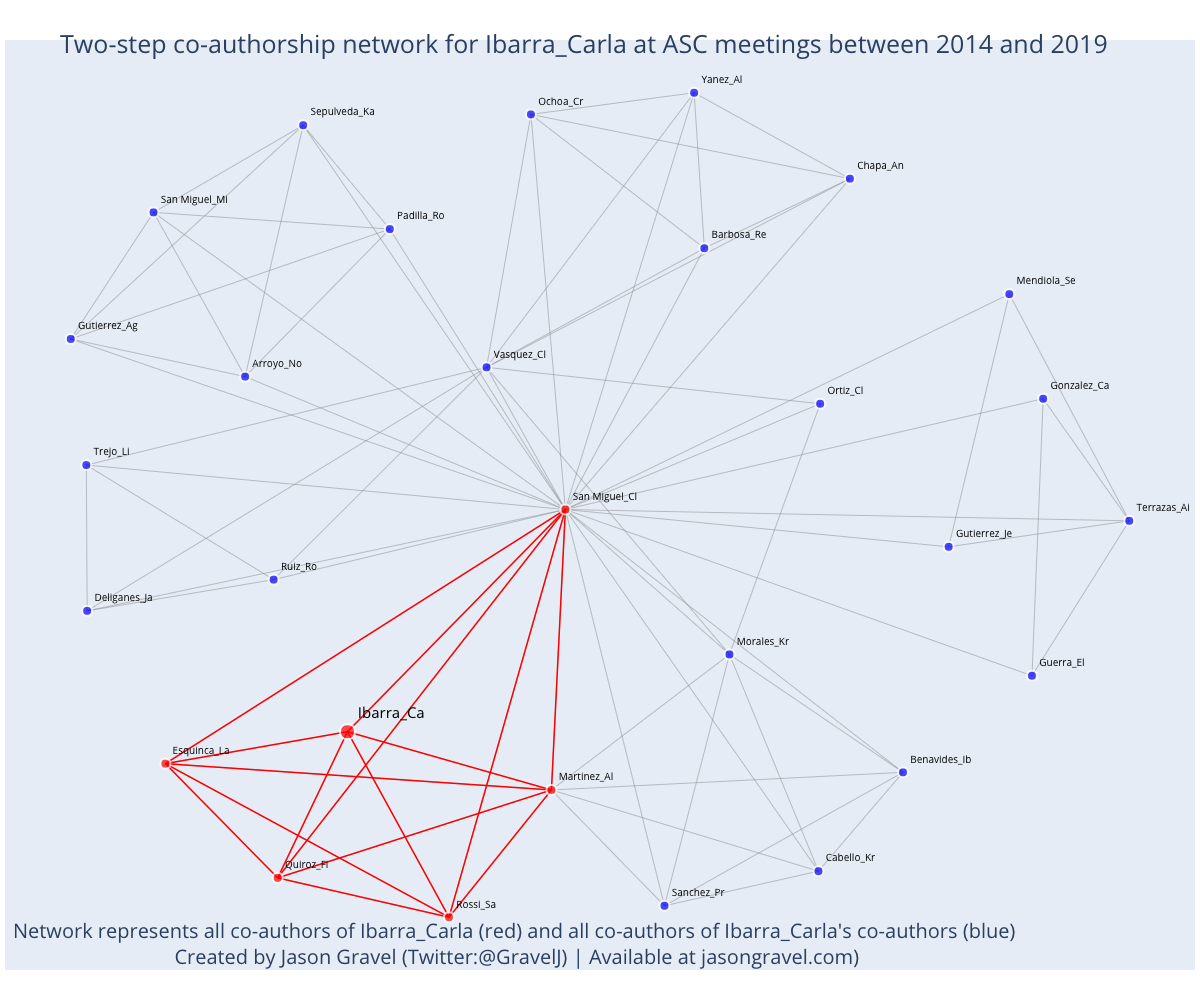 Two-step co-authorship network for Ibarra_Carla at ASC meetings between 2014 and 2019
Yanez_Al
Ochoa_Cr
Sepulveda_Ka
Chapa_An
San Miguel_Mi
Padilla_Ro
Barbosa_Re
Mendiola_Se
Gutierrez_Ag
Vasquez_Cl
Arroyo_No
Gonzalez_Ca
Ortiz_Cl
Trejo_Li
San Miguel_Cl
Terrazas_Al
Gutierrez_Je
Ruiz_Ro
Deliganes_Ja
Morales_Kr
Guerra_El
Ibarra_Ca
Esquinca_La
Benavides_Ib
Martinez_Al
Cabello_Kr
Quiroz_Fi
Sanchez_Pr
Rossi_Sa
Network represents all co-authors of Ibarra_Carla (red) and all co-authors of Ibarra_Carla's co-authors (blue)
Created by Jason Gravel (Twitter:@GravelJ) | Available at jasongravel.com)